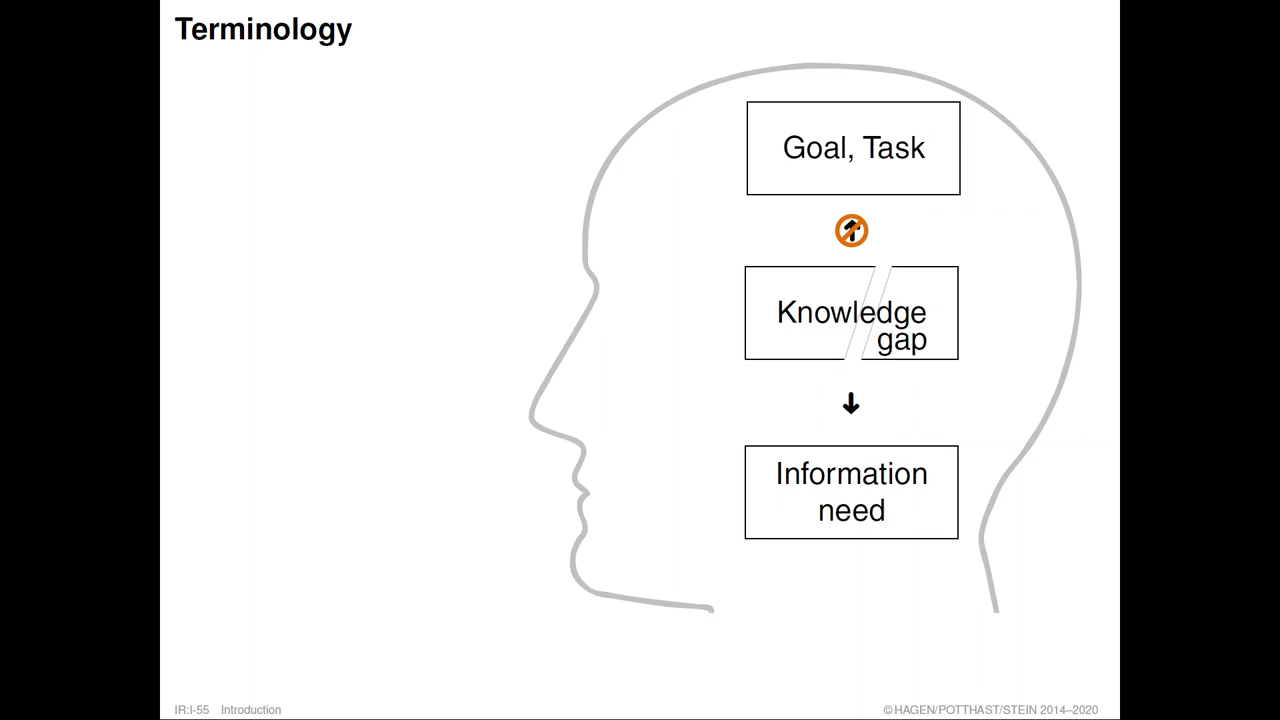 Terminology
Goal, Task
Knowledge
gap
Information
need
IR:I-55 Introduction
©HAGEN/POTTHAST/STEIN 2014–2020